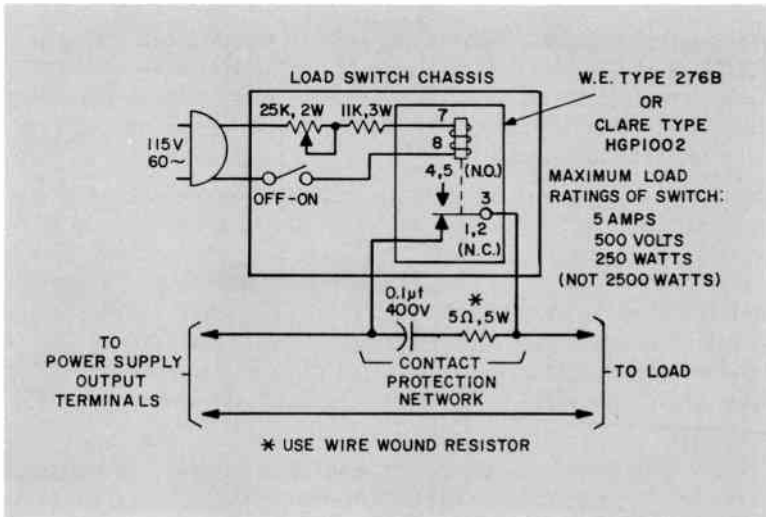 LOAD SWITCH CHASSIS
W.E. TYPE 276B
OR
CLARE TYPE
HGP1002
25K, 2W
11K, 3W
7
8
115V
60~
OFF-ON
4,5
(N.O.)
3
1,2
(N.C.)
MAXIMUM LOAD
RATINGS OF SWITCH:
5 AMPS
500 VOLTS
250 WATTS
(NOT 2500 WATTS)
0.1µf
400V
*
5Ω, 5W
TO
POWER SUPPLY
OUTPUT
TERMINALS
CONTACT
PROTECTION
NETWORK
TO LOAD
* USE WIRE WOUND RESISTOR